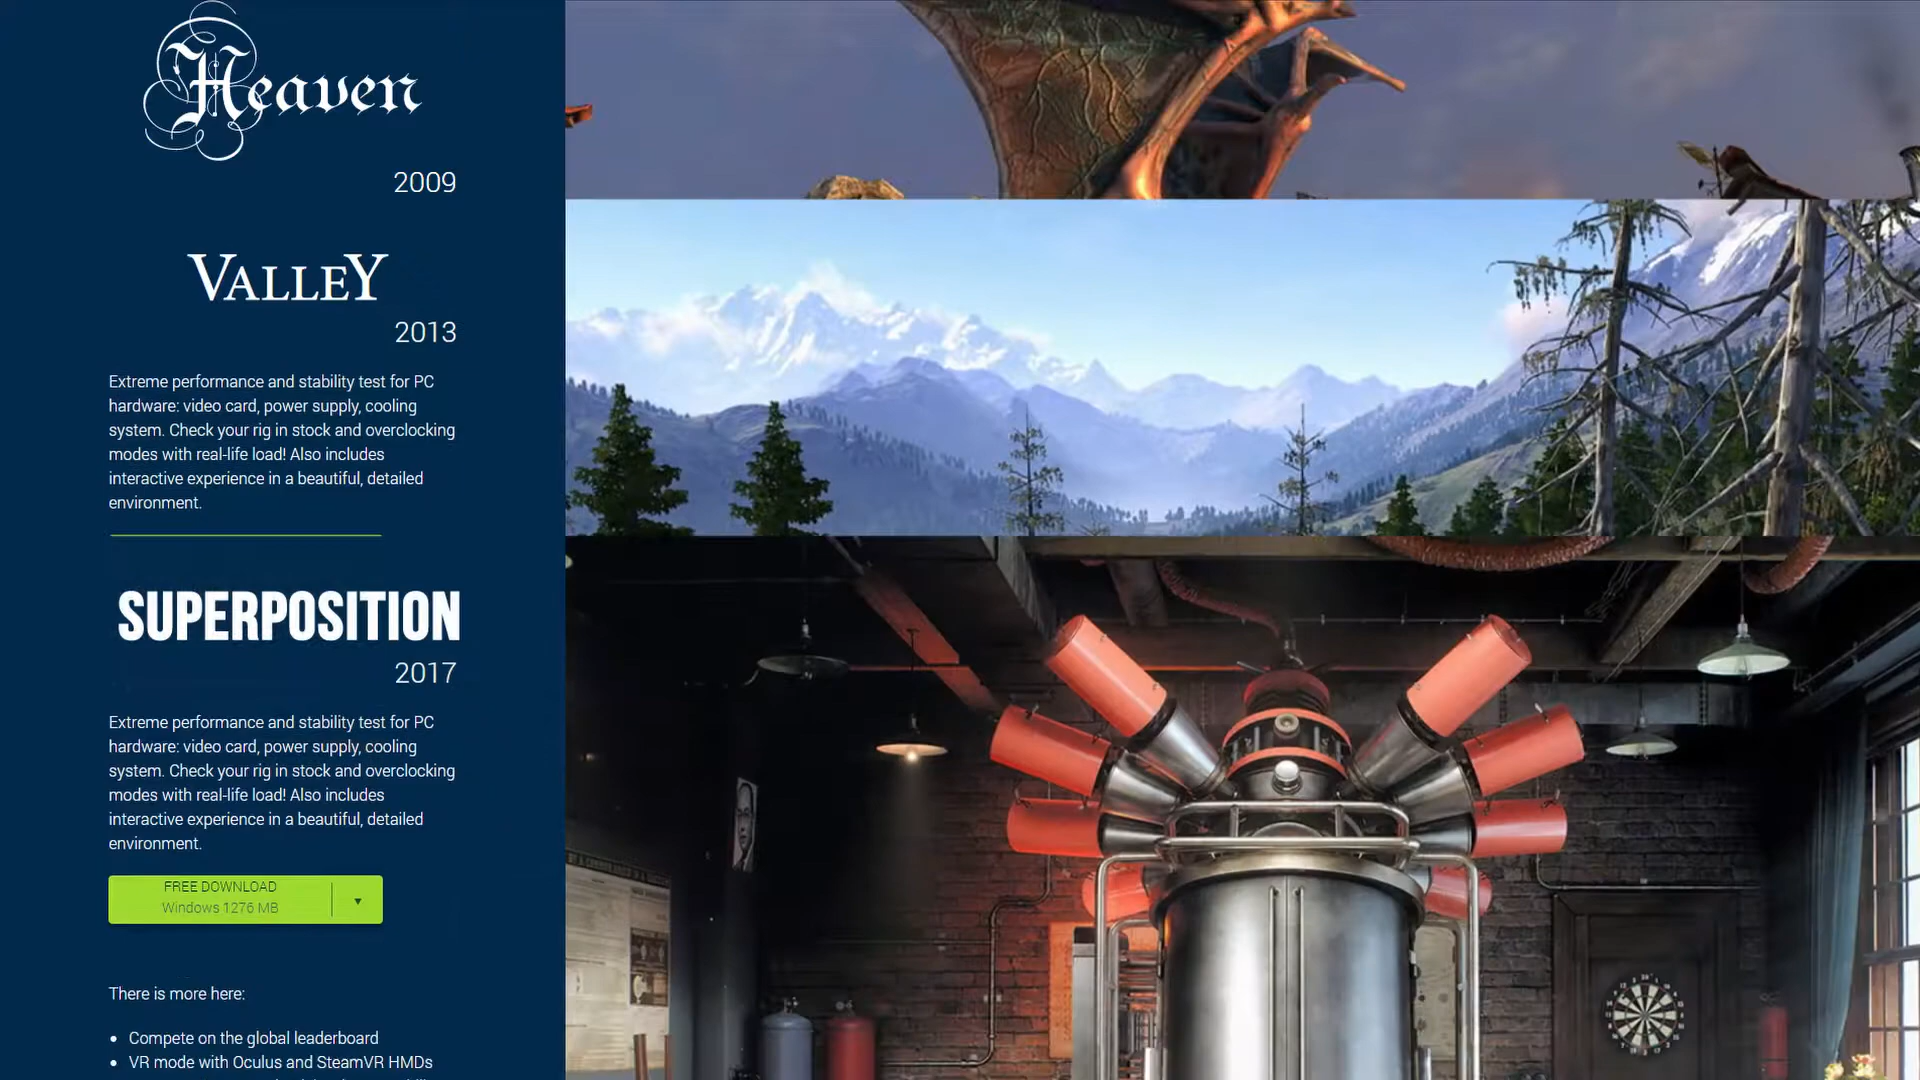 Heaven
2009
VALLEY
2013
Extreme performance and stability test for PC
hardware: video card, power supply, cooling
system. Check your rig in stock and overclocking
modes with real-life load! Also includes
interactive experience in a beautiful, detailed
environment.
SUPERPOSITION
2017
Extreme performance and stability test for PC
hardware: video card, power supply, cooling
system. Check your rig in stock and overclocking
modes with real-life load! Also includes
interactive experience in a beautiful, detailed
environment.
FREE DOWNLOAD
Windows 1276 MB
There is more here:
• Compete on the global leaderboard
• VR mode with Oculus and SteamVR HMDs